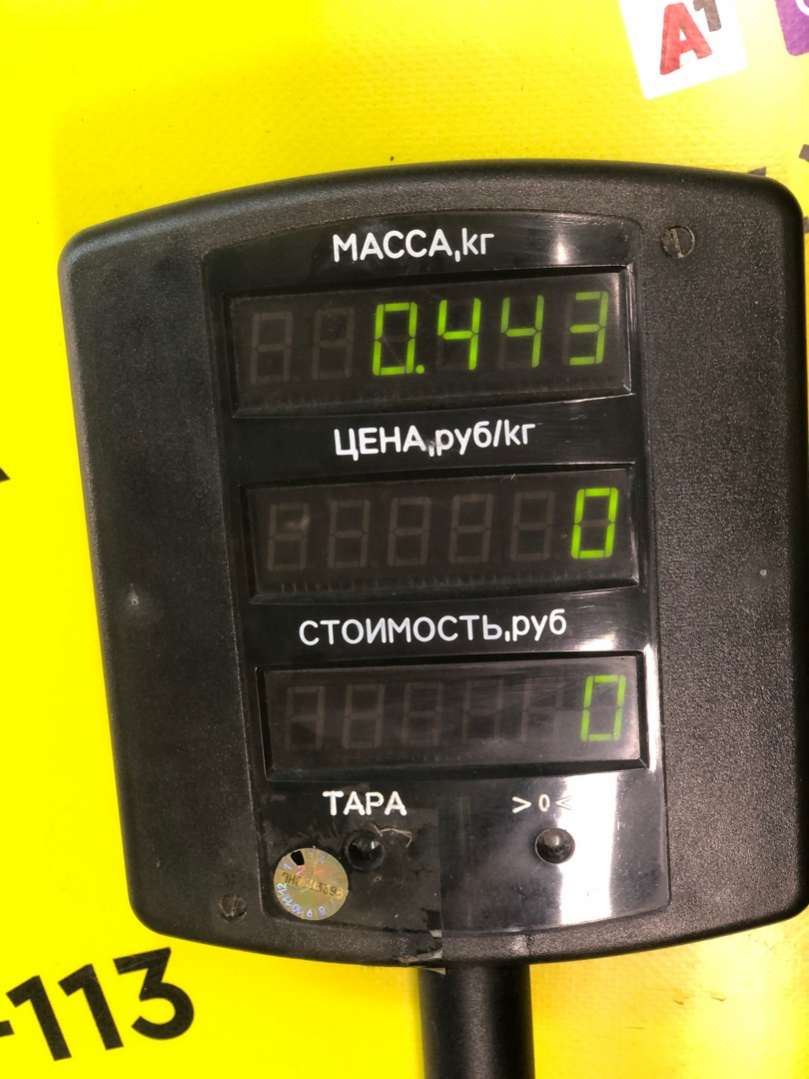 A1
МАССА,кг
0.443
ЦЕНА,руб/кг
0
СТОИМОСТЬ,руб
0
ТАРА >0<
-113